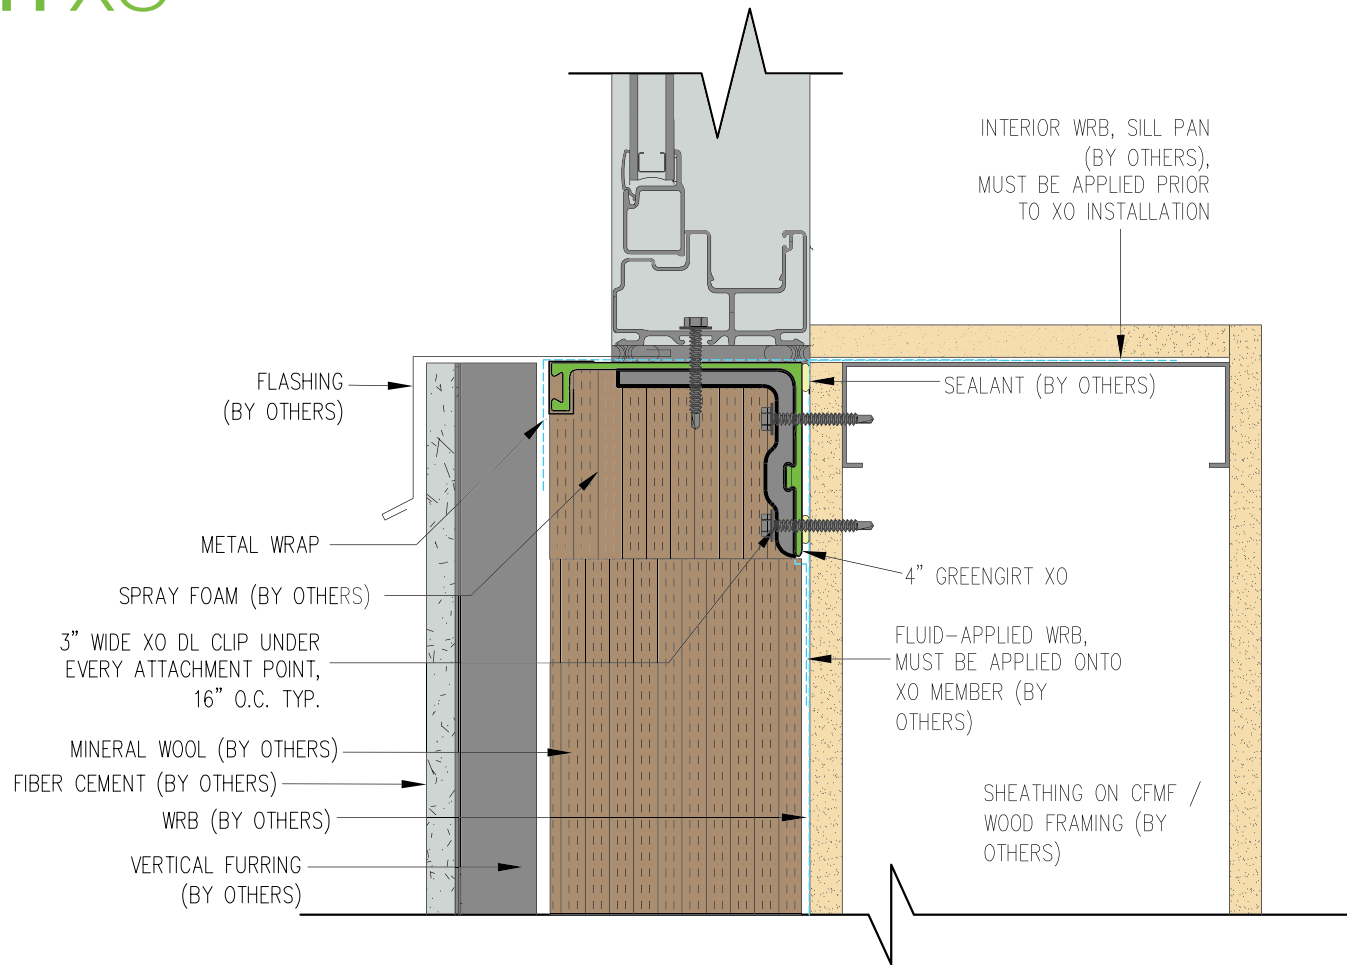 XO
INTERIOR WRB, SILL PAN
(BY OTHERS),
MUST BE APPLIED PRIOR
TO XO INSTALLATION
FLASHING
(BY OTHERS)
SEALANT (BY OTHERS)
METAL WRAP
4" GREENGIRT XO
SPRAY FOAM (BY OTHERS)
3" WIDE XO DL CLIP UNDER
EVERY ATTACHMENT POINT,
16" O.C. TYP.
FLUID-APPLIED WRB,
MUST BE APPLIED ONTO
XO MEMBER (BY
OTHERS)
MINERAL WOOL (BY OTHERS)
FIBER CEMENT (BY OTHERS)
WRB (BY OTHERS)
VERTICAL FURRING
(BY OTHERS)
SHEATHING ON CFMF /
WOOD FRAMING (BY
OTHERS)